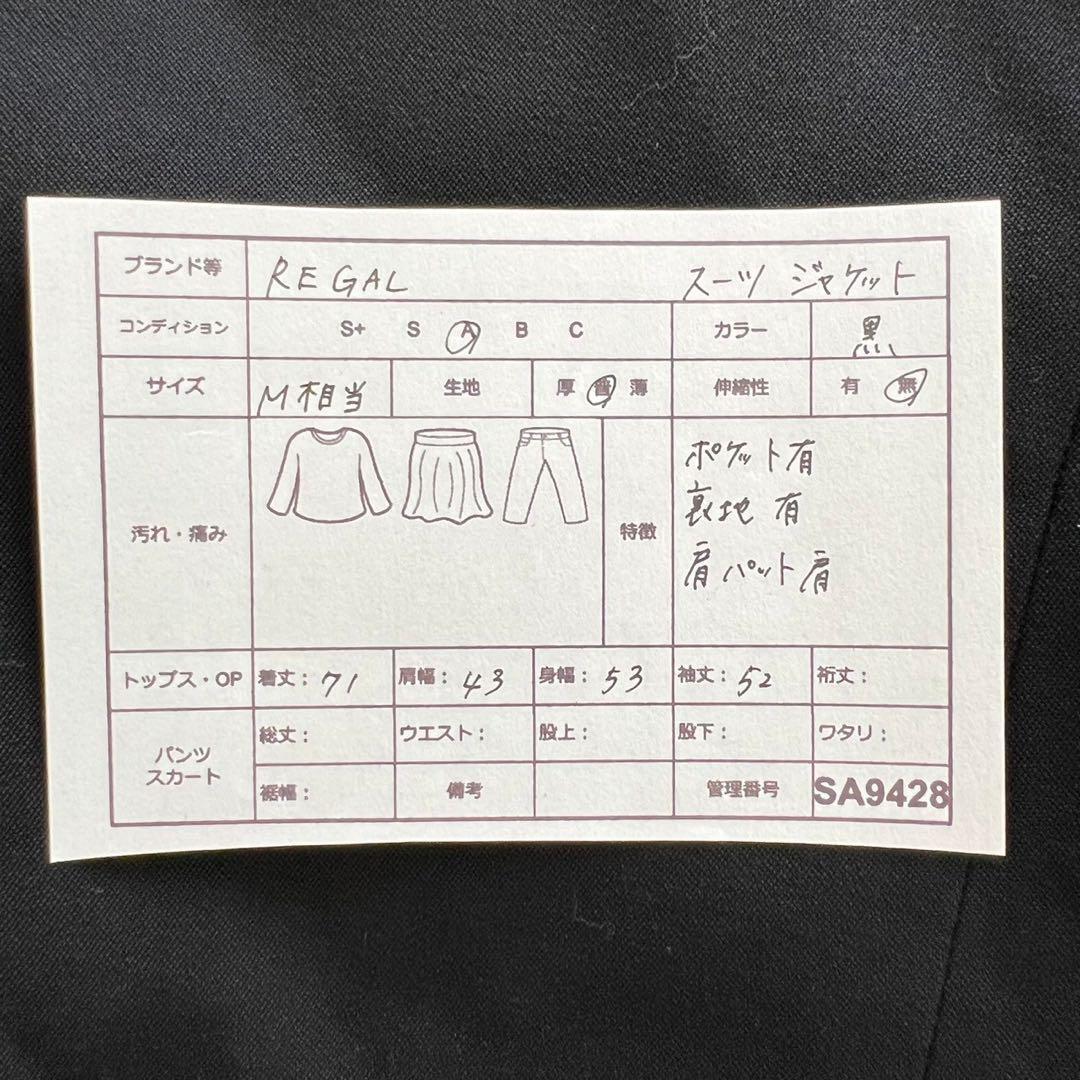 ブランド等 REGAL スーツ ジャケット
コンディション S+ S A B C カラー 黒
サイズ M相当 生地 厚 普 薄 伸縮性 有 無
汚れ・痛み 特徴
ポケット有
裏地 有
肩パット肩
トップス・OP 着丈：71 肩幅：43 身幅：53 袖丈：52 裄丈：
パンツ スカート
総丈： ウエスト： 股上： 股下： ワタリ：
裾幅： 備考 管理番号 SA9428